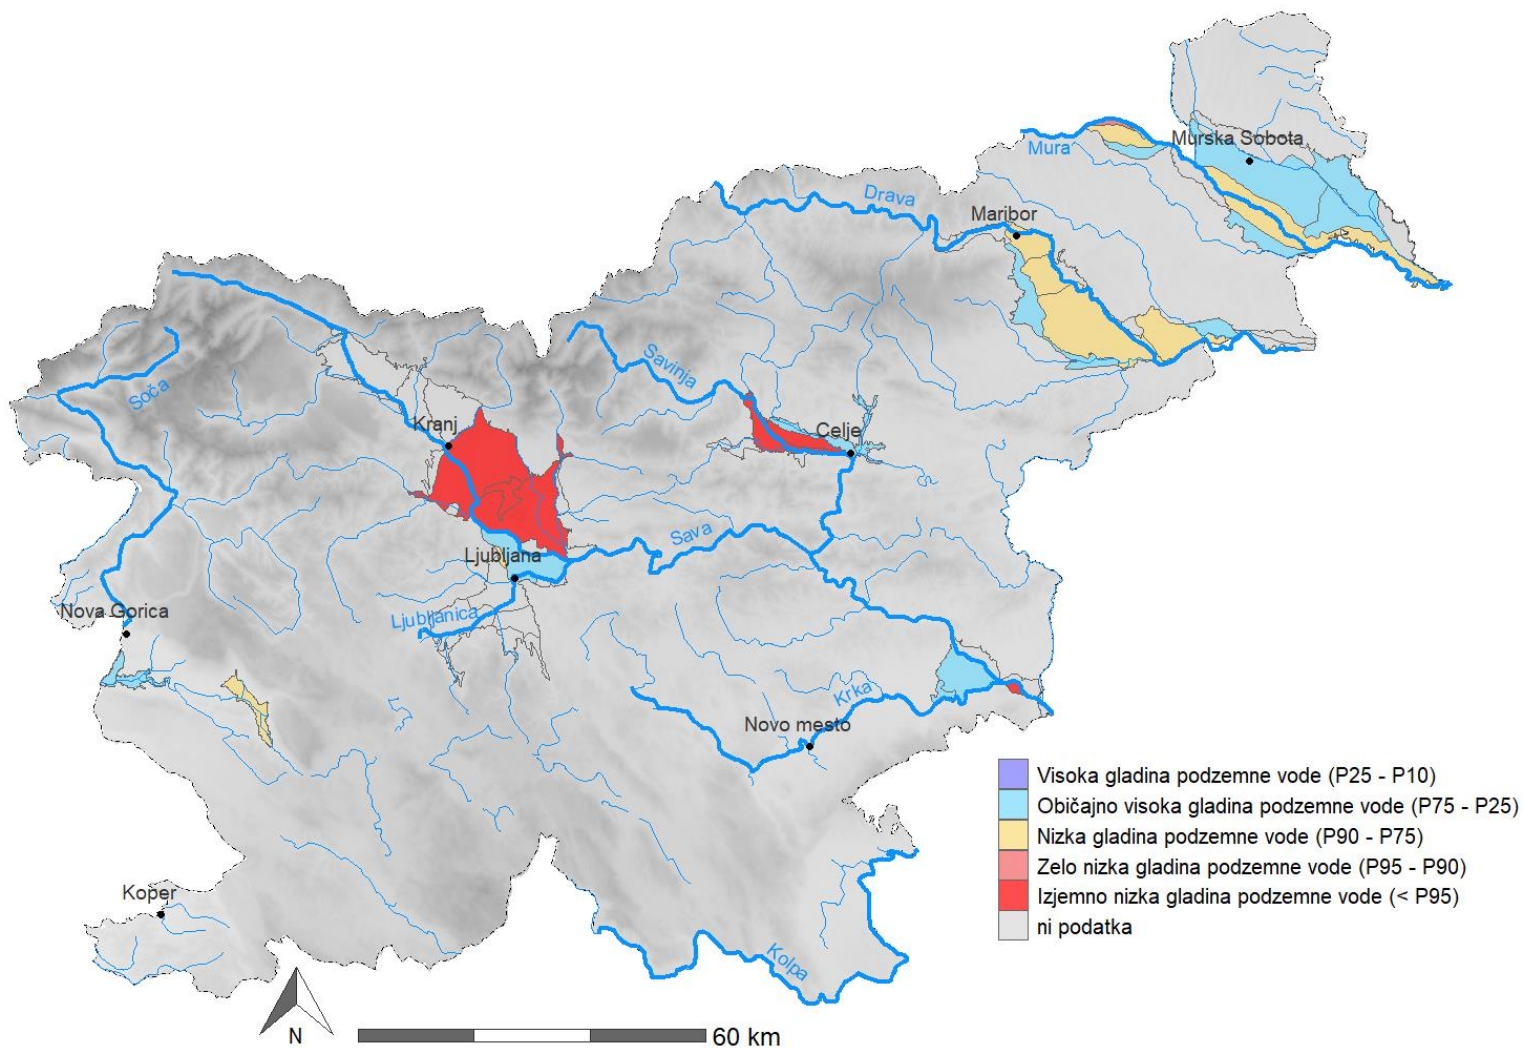 Murska Sobota
Mura
Drava
Maribor
Savinja
Soča
Kranj
Celje
Sava
Ljubljana
Nova Gorica
Ljubljanica
Krka
Novo mesto
Visoka gladina podzemne vode (P25 - P10)
Običajno visoka gladina podzemne vode (P75 - P25)
Nizka gladina podzemne vode (P90 - P75)
Zelo nizka gladina podzemne vode (P95 - P90)
Izjemno nizka gladina podzemne vode (< P95)
ni podatka
Koper
Kolpa
N
60 km